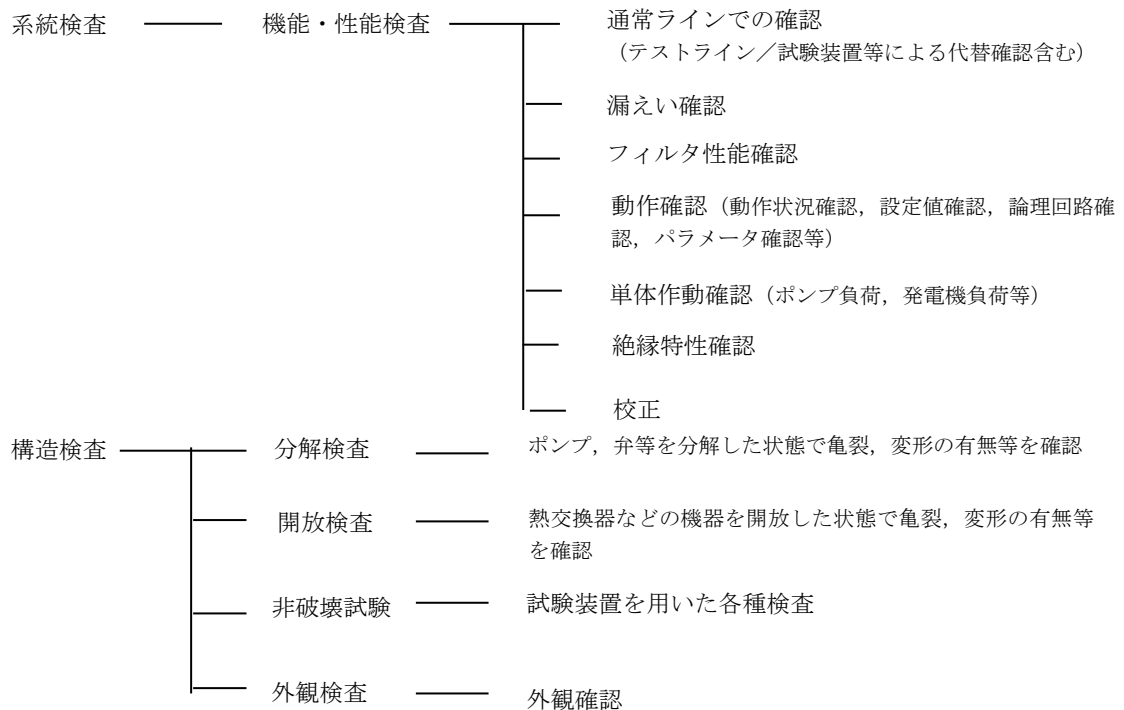 系統検査
機能・性能検査
通常ラインでの確認
（テストライン／試験装置等による代替確認含む）
漏えい確認
フィルタ性能確認
動作確認（動作状況確認，設定値確認，論理回路確
認，パラメータ確認等）
単体作動確認（ポンプ負荷，発電機負荷等）
絶縁特性確認
校正
構造検査
分解検査
ポンプ，弁等を分解した状態で亀裂，変形の有無等を確認
開放検査
熱交換器などの機器を開放した状態で亀裂，変形の有無等
を確認
非破壊試験
試験装置を用いた各種検査
外観検査
外観確認